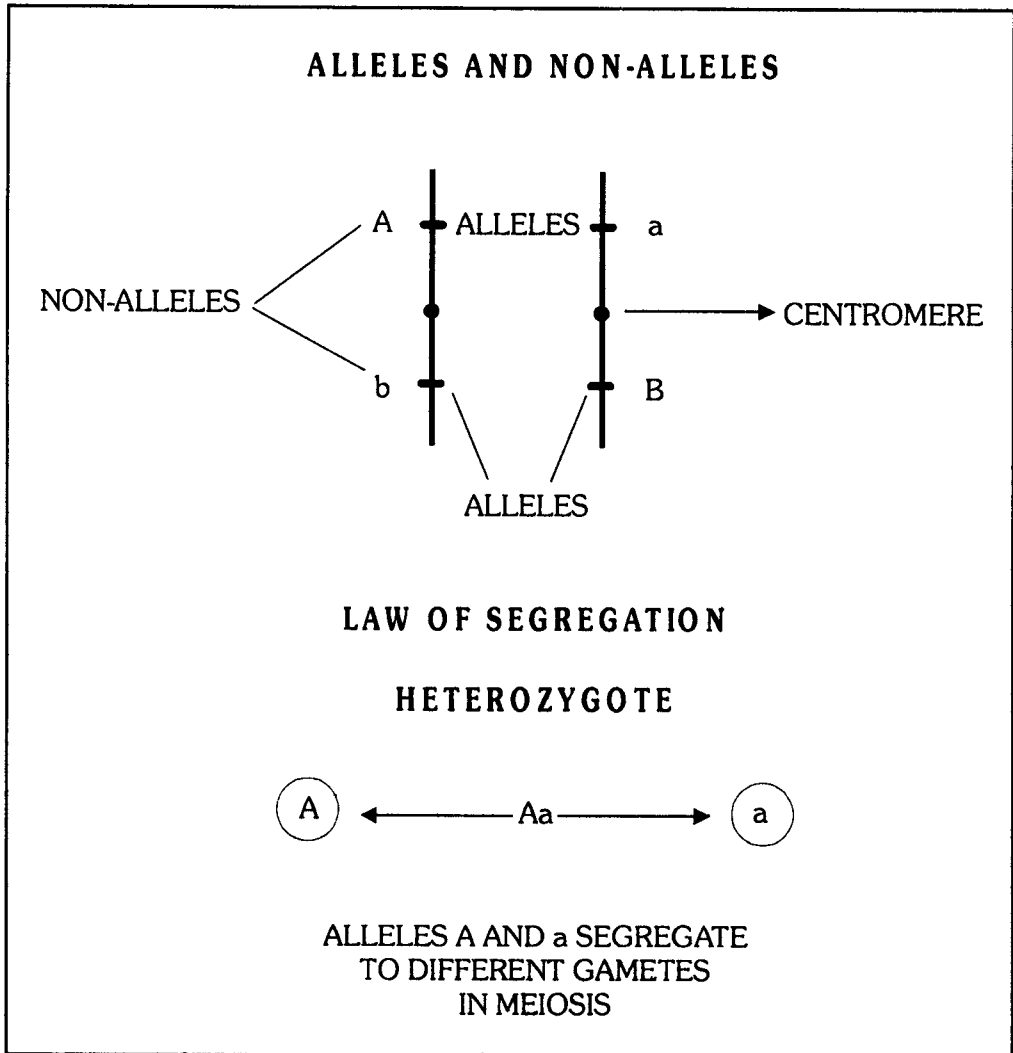 ALLELES AND NON-ALLELES
A ALLELES a
NON-ALLELES
CENTROMERE
b B
ALLELES
LAW OF SEGREGATION
HETEROZYGOTE
A Aa a
ALLELES A AND a SEGREGATE
TO DIFFERENT GAMETES
IN MEIOSIS